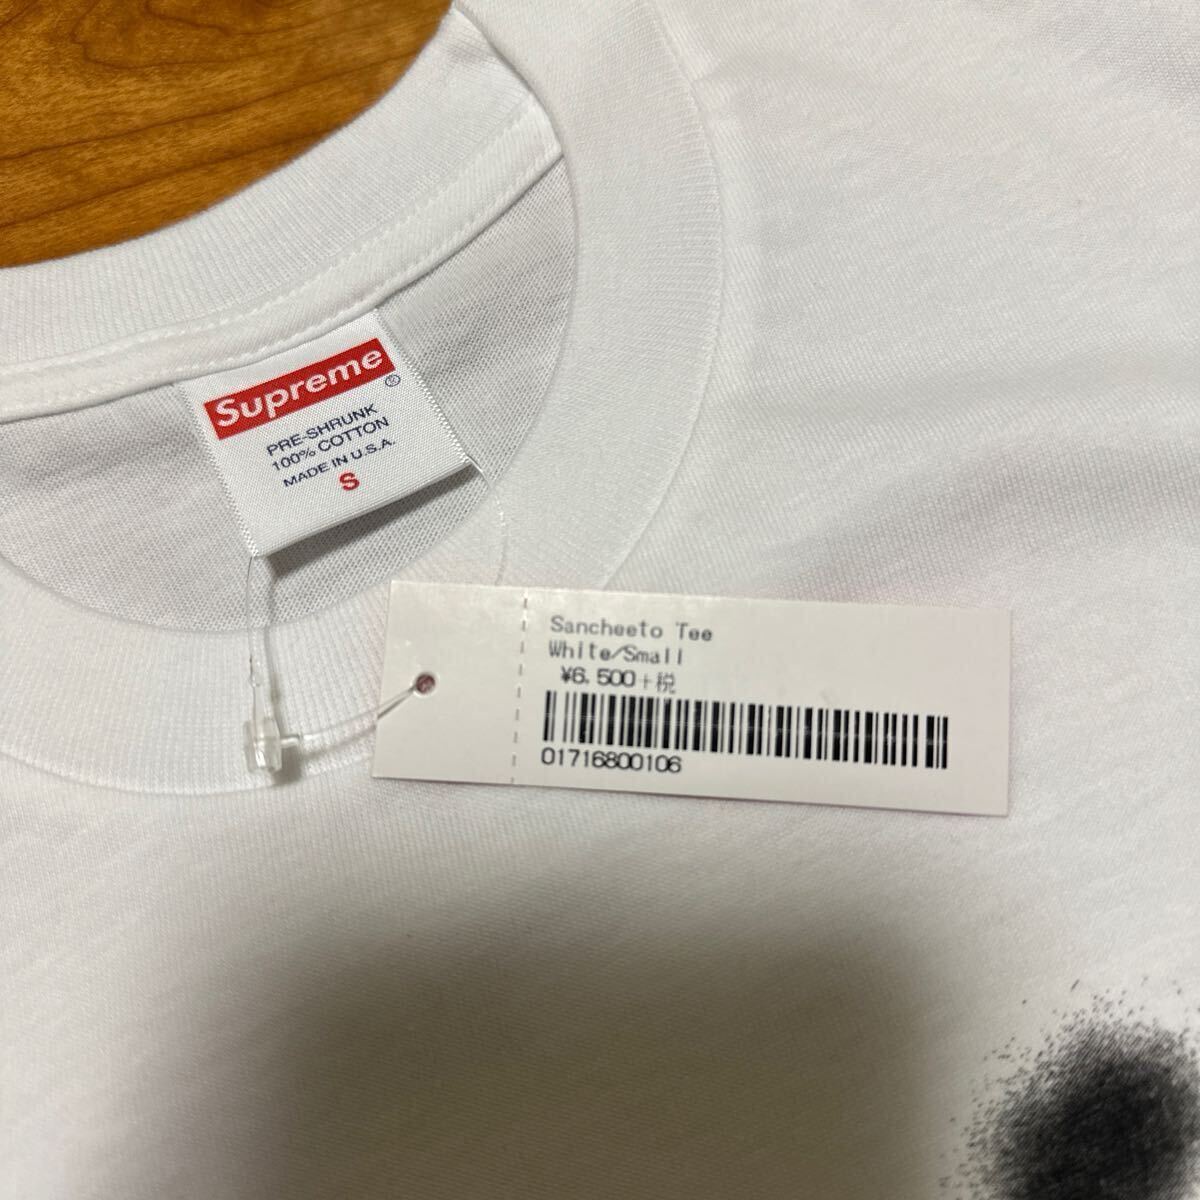 Supreme®
PRE-SHRUNK
100% COTTON
MADE IN U.S.A.
S
Sancheeto Tee
White/Small
¥6,500+税
01716800106